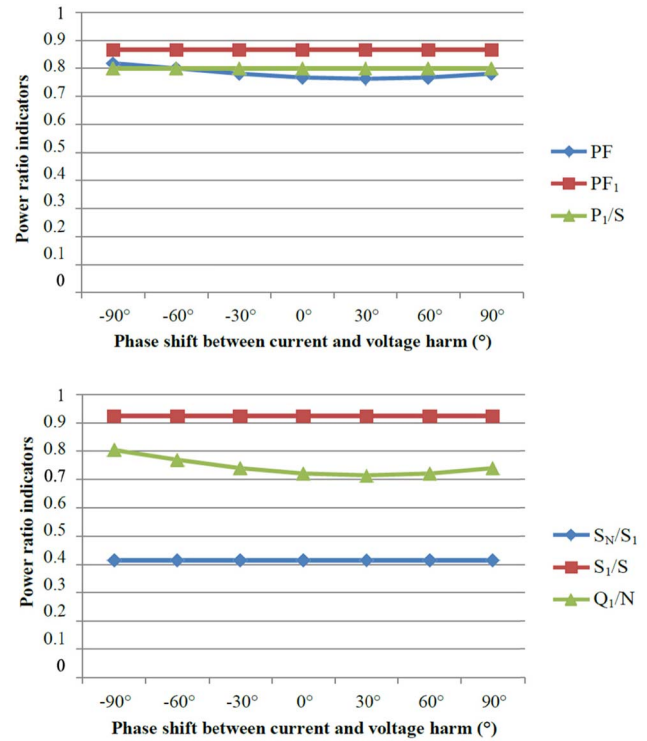 1
0.9
0.8
0.7
0.6
0.5
0.4
0.3
0.2
0.1
0
Power ratio indicators
-90° -60° -30° 0° 30° 60° 90°
Phase shift between current and voltage harm (°)
PF
PF₁
P₁/S
1
0.9
0.8
0.7
0.6
0.5
0.4
0.3
0.2
0.1
0
Power ratio indicators
-90° -60° -30° 0° 30° 60° 90°
Phase shift between current and voltage harm (°)
S_N/S₁
S₁/S
Q₁/N